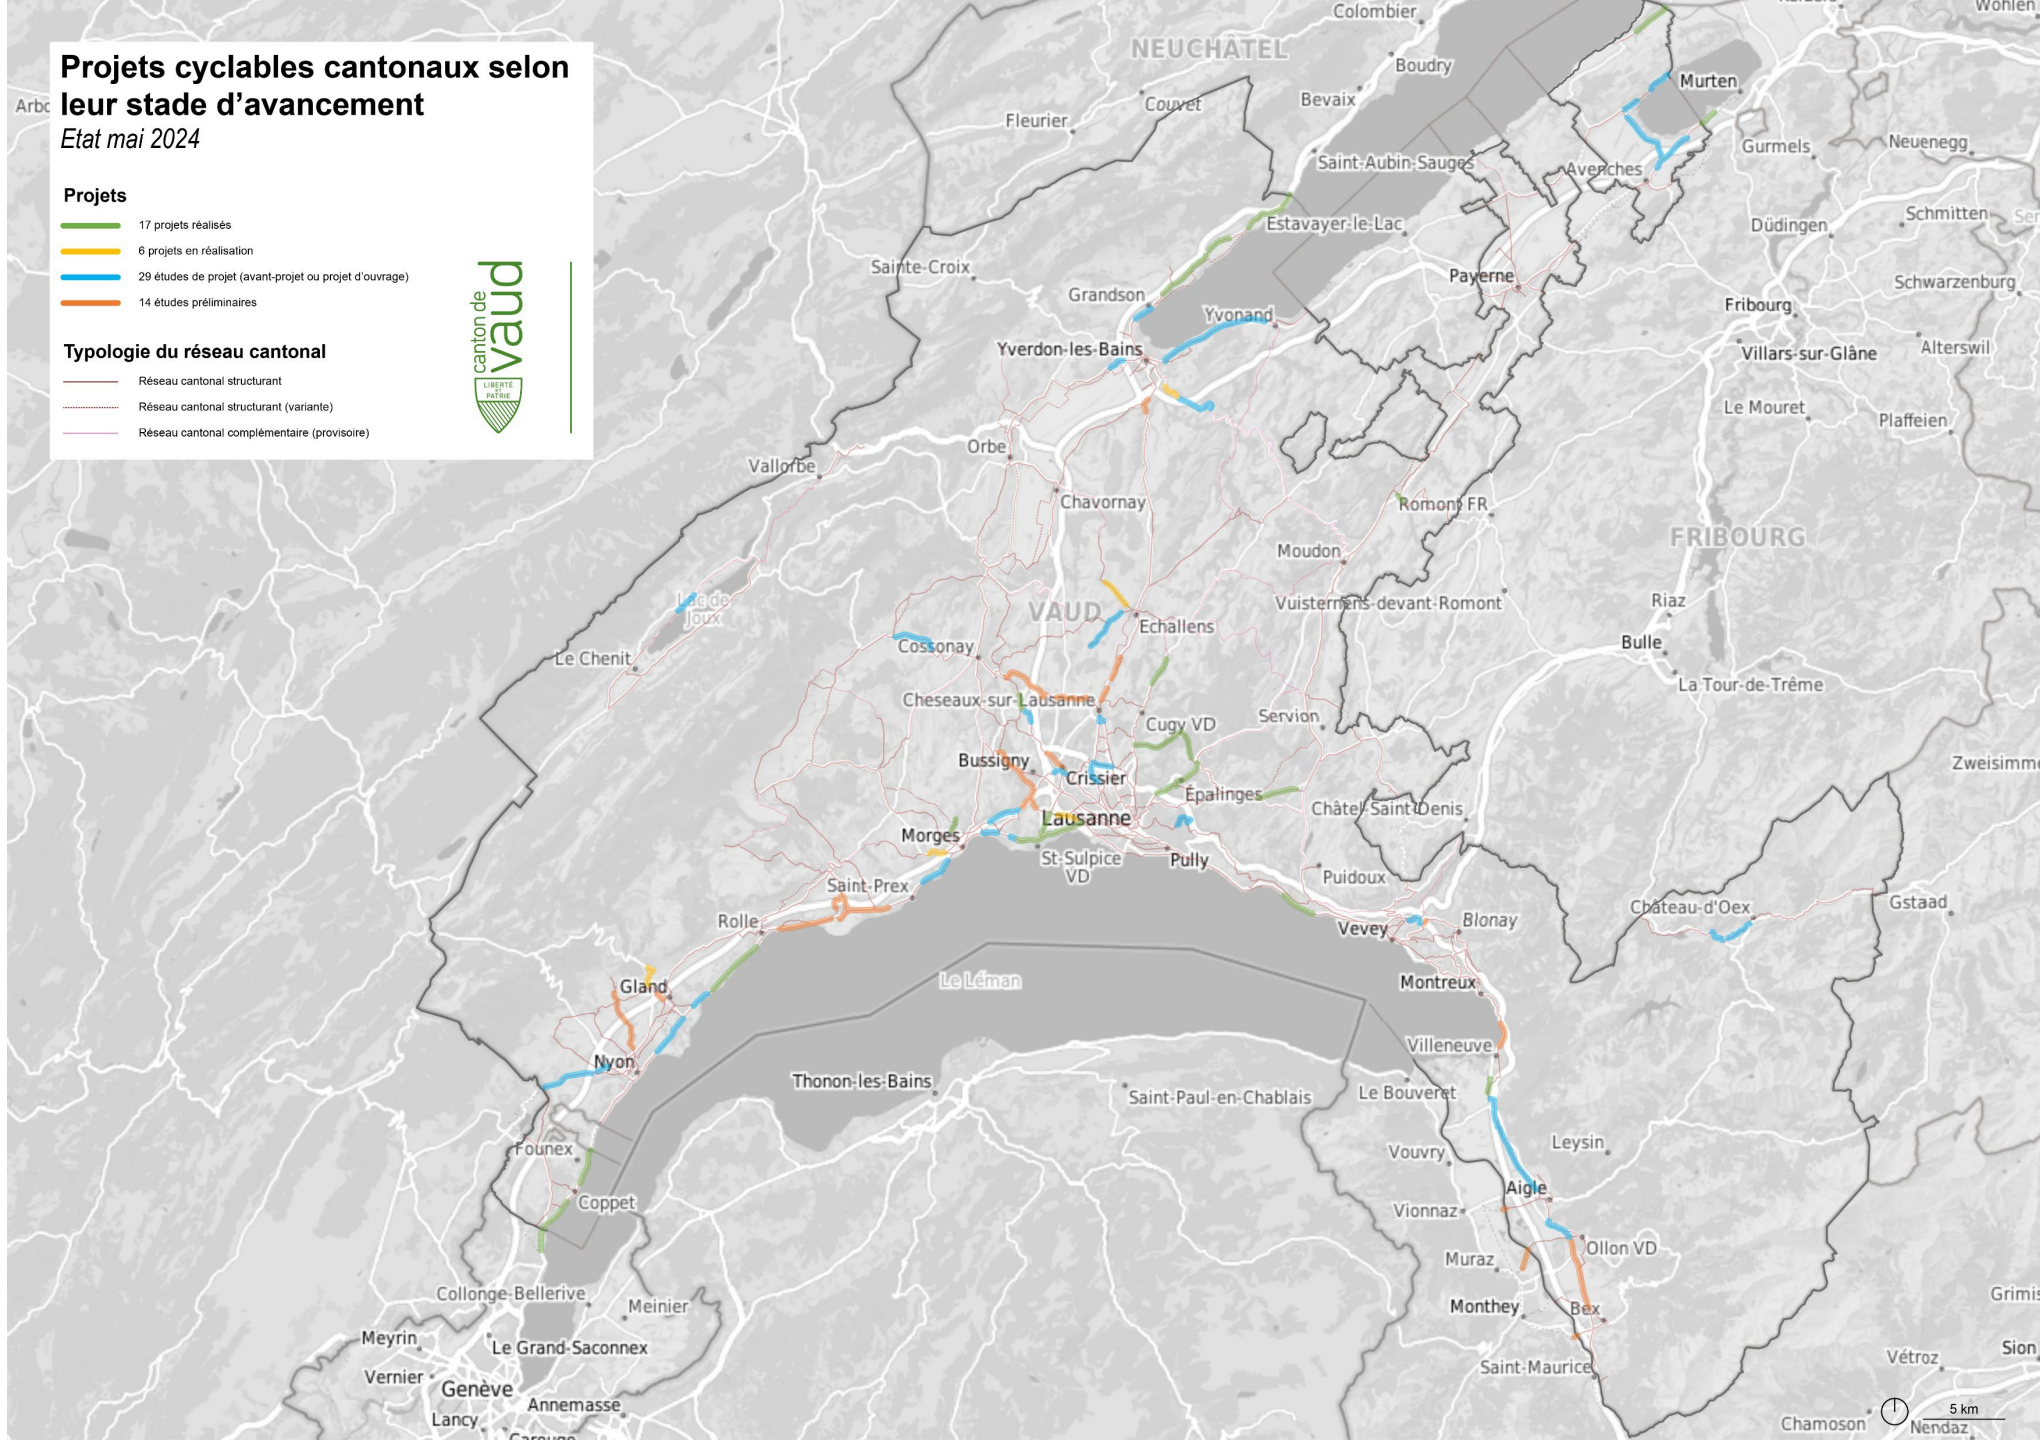 Projets cyclables cantonaux selon
leur stade d'avancement
Etat mai 2024
Projets
17 projets réalisés
6 projets en réalisation
29 études de projet (avant-projet ou projet d'ouvrage)
14 études préliminaires
Typologie du réseau cantonal
Réseau cantonal structurant
Réseau cantonal structurant (variante)
Réseau cantonal complémentaire (provisoire)
canton de
vaud
LIBERTÉ
ET
PATRIE
Colombier
Wohlen
NEUCHÂTEL
Boudry
Murten
Bevaix
Couvet
Fleurier
Gurmels
Neuenegg
Saint-Aubin-Sauges
Avenches
Estavayer-le-Lac
Schmitten
Düdingen
Sainte-Croix
Payerne
Schwarzenburg
Grandson
Fribourg
Yvonand
Yverdon-les-Bains
Villars-sur-Glâne
Alterswil
Le Mouret
Plaffeien
Orbe
Vallorbe
Chavornay
Romont FR
FRIBOURG
Moudon
Lac de
Joux
VAUD
Vuisternens-devant-Romont
Riaz
Echallens
Bulle
Cossonay
Le Chenit
La Tour-de-Trême
Cheseaux-sur-Lausanne
Cugy VD
Servion
Bussigny
Crissier
Zweisimm
Épalinges
Châtel-Saint-Denis
Lausanne
Morges
St-Sulpice
VD
Pully
Puidoux
Saint-Prex
Château-d'Oex
Gstaad
Rolle
Vevey
Blonay
Gland
Le Léman
Montreux
Villeneuve
Nyon
Thonon-les-Bains
Saint-Paul-en-Chablais
Le Bouveret
Founex
Leysin
Vouvry
Aigle
Coppet
Vionnaz
Ollon VD
Muraz
Collonge-Bellerive
Meinier
Monthey
Bex
Grimis
Meyrin
Le Grand-Saconnex
Sion
Vétroz
Saint-Maurice
Vernier
Genève
Annemasse
5 km
Lancy
Chamoson
Nendaz
Carouge